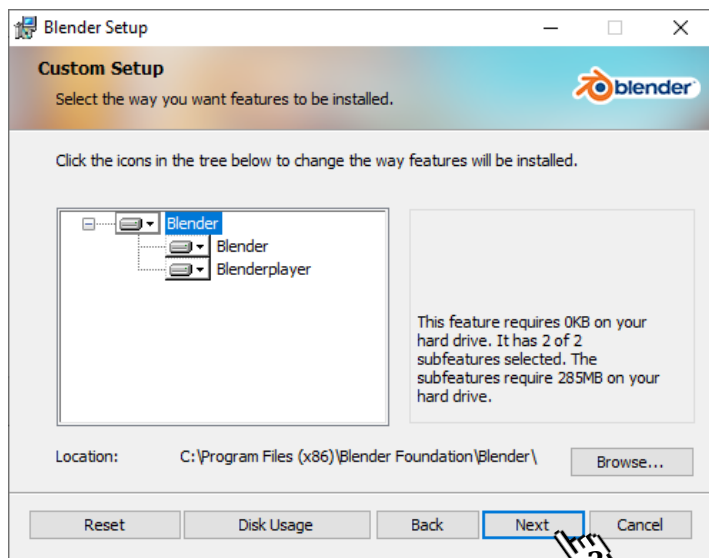 Blender Setup
Custom Setup
Select the way you want features to be installed.
blender
Click the icons in the tree below to change the way features will be installed.
Blender
Blender
Blenderplayer
This feature requires 0KB on your
hard drive. It has 2 of 2
subfeatures selected. The
subfeatures require 285MB on your
hard drive.
Location: C:\Program Files (x86)\Blender Foundation\Blender\ Browse...
Reset Disk Usage Back Next Cancel